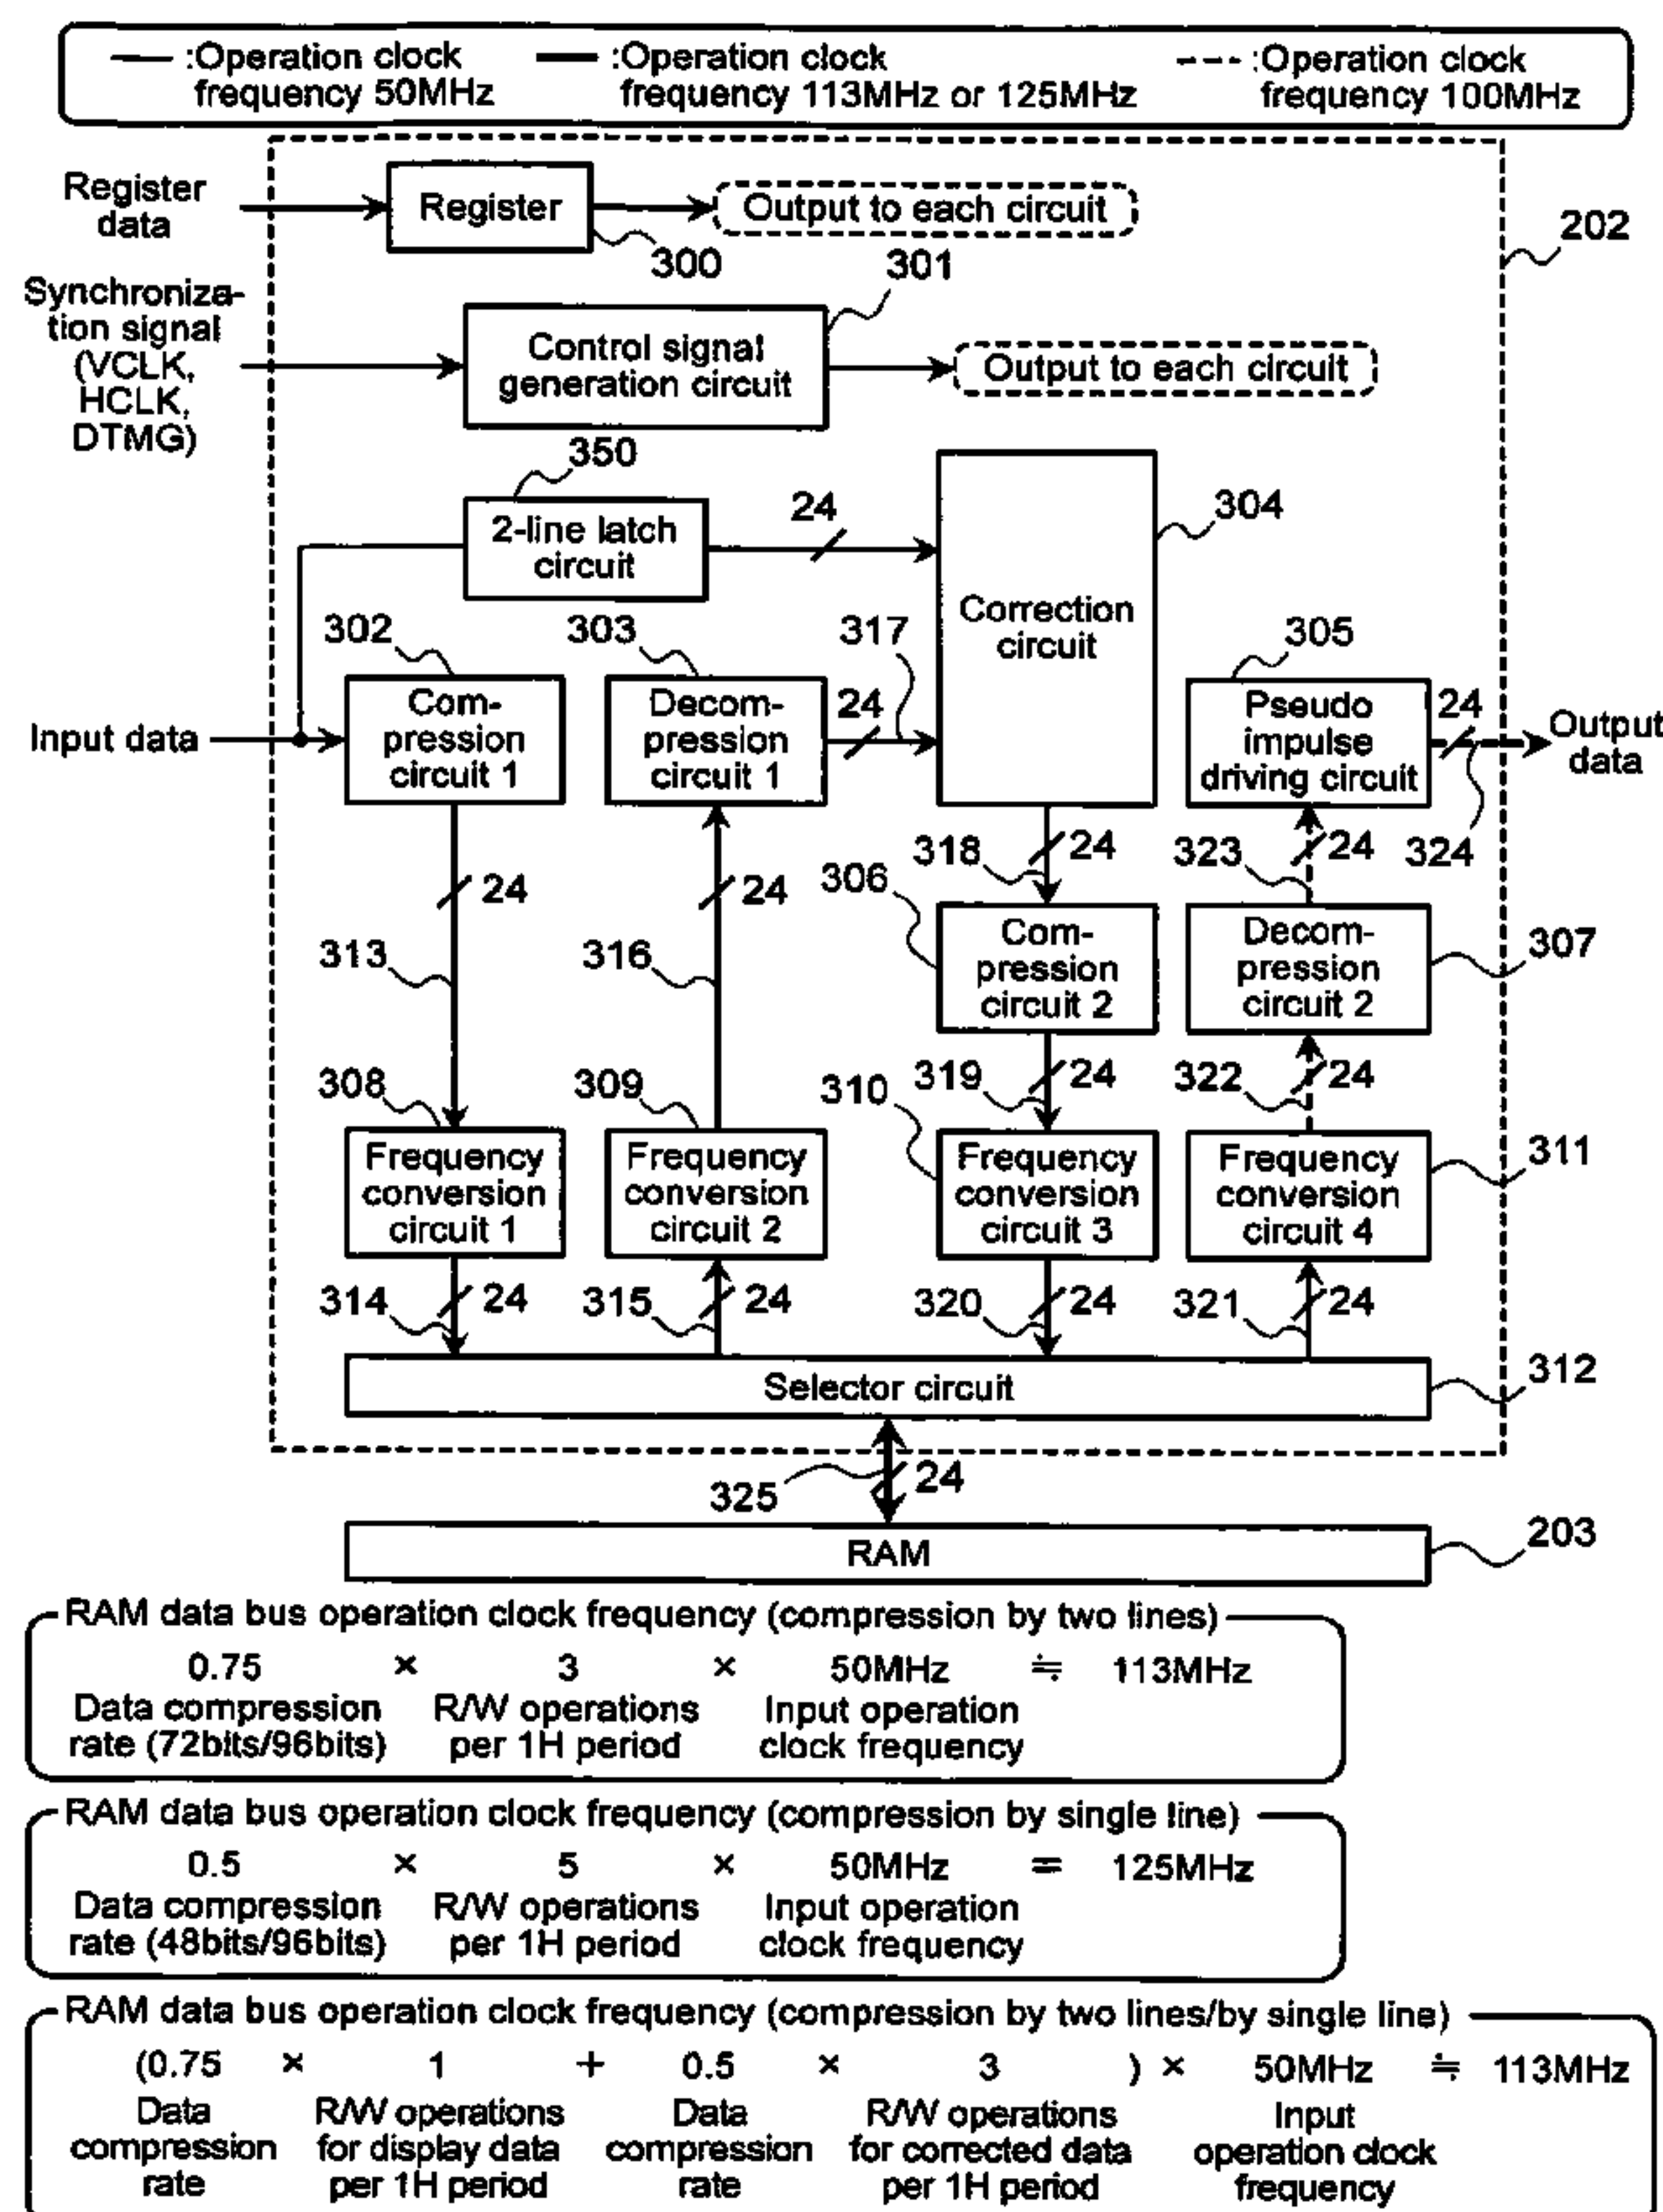 — :Operation clock
frequency 50MHz
— :Operation clock
frequency 113MHz or 125MHz
--- :Operation clock
frequency 100MHz
Register
data
Register
300
Output to each circuit
202
Synchroniza-
tion signal
(VCLK,
HCLK,
DTMG)
301
Control signal
generation circuit
Output to each circuit
350
2-line latch
circuit
24
304
Correction
circuit
302
303
317
305
Input data
Com-
pression
circuit 1
Decom-
pression
circuit 1
24
Pseudo
impulse
driving circuit
24
Output
data
24
313
24
316
318
24
323
24
324
306
Com-
pression
circuit 2
Decom-
pression
circuit 2
307
319
24
322
24
308
309
310
311
Frequency
conversion
circuit 1
Frequency
conversion
circuit 2
Frequency
conversion
circuit 3
Frequency
conversion
circuit 4
314
24
315
24
320
24
321
24
Selector circuit
312
325
24
RAM
203
RAM data bus operation clock frequency (compression by two lines)
0.75 × 3 × 50MHz ≒ 113MHz
Data compression R/W operations Input operation
rate (72bits/96bits) per 1H period clock frequency
RAM data bus operation clock frequency (compression by single line)
0.5 × 5 × 50MHz = 125MHz
Data compression R/W operations Input operation
rate (48bits/96bits) per 1H period clock frequency
RAM data bus operation clock frequency (compression by two lines/by single line)
(0.75 × 1 + 0.5 × 3 ) × 50MHz ≒ 113MHz
Data R/W operations Data R/W operations Input
compression for display data compression for corrected data operation clock
rate per 1H period rate per 1H period frequency